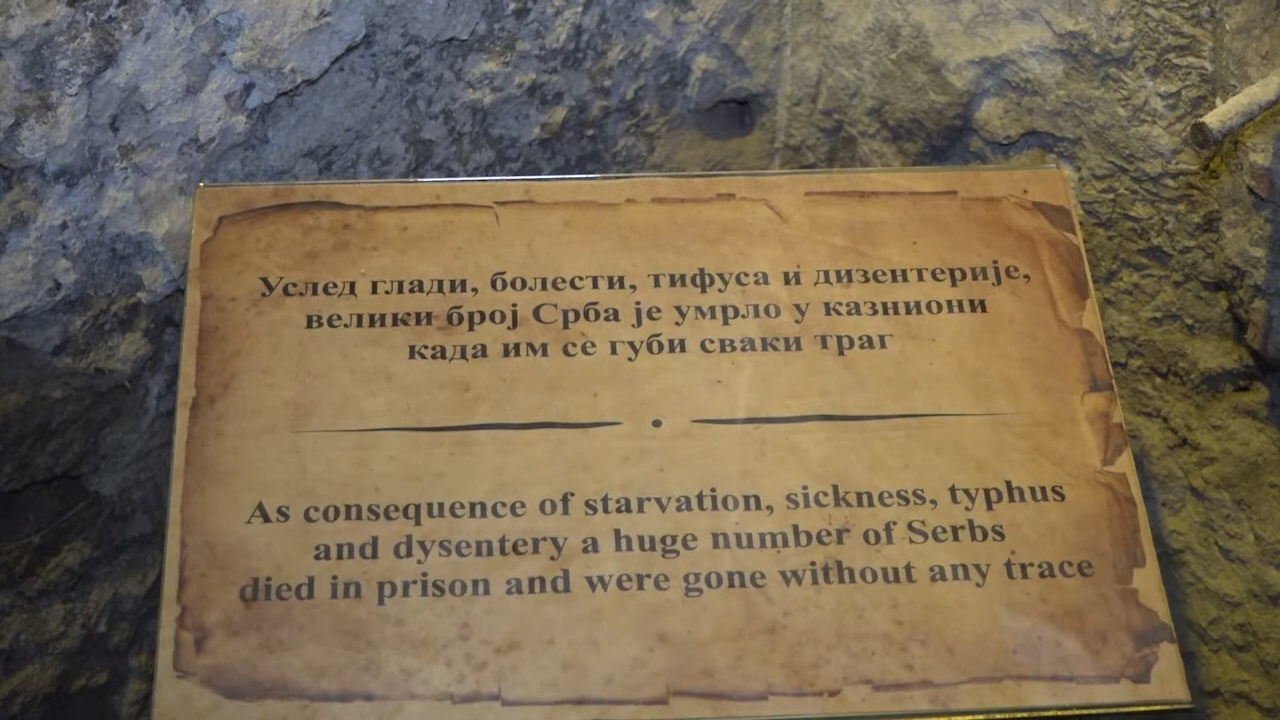 Услед глади, болести, тифуса и дизентерије,
велики број Срба је умрло у казниони
када им се губи сваки траг
As consequence of starvation, sickness, typhus
and dysentery a huge number of Serbs
died in prison and were gone without any trace